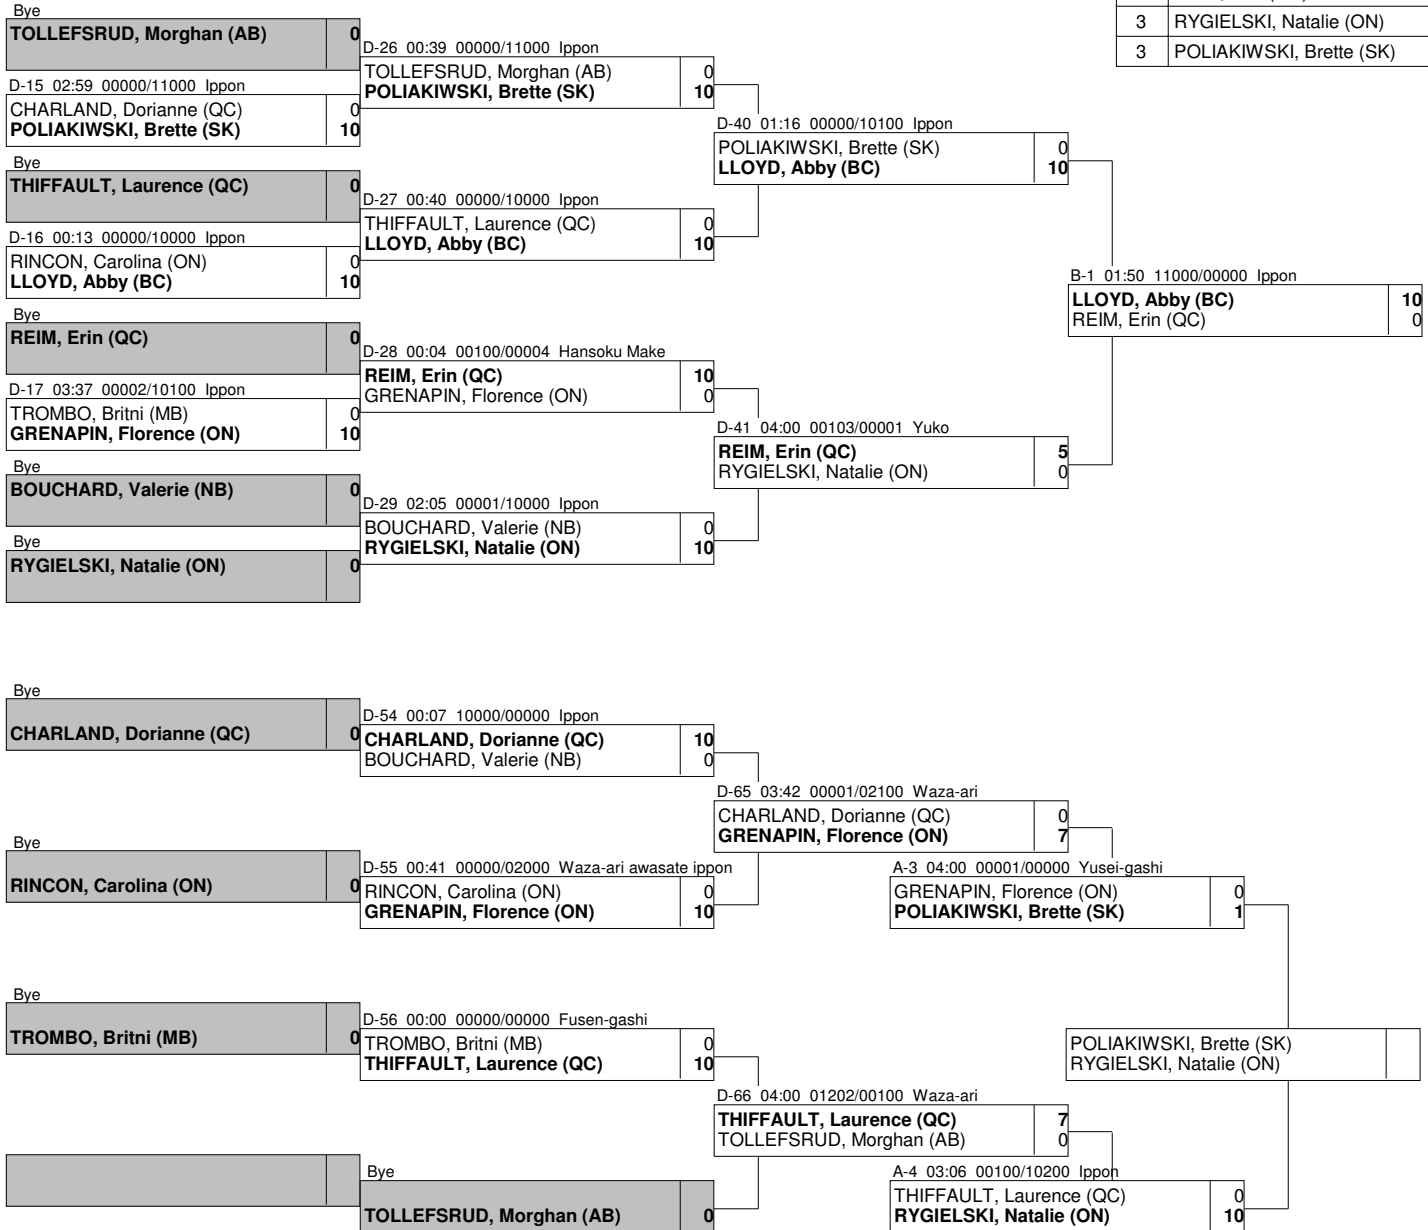 3 RYGIELSKI, Natalie (ON)
3 POLIAKIWSKI, Brette (SK)
Bye
TOLLEFSRUD, Morghan (AB) 0
D-15 02:59 00000/11000 Ippon
CHARLAND, Dorianne (QC) 0
POLIAKIWSKI, Brette (SK) 10
Bye
THIFFAULT, Laurence (QC) 0
D-16 00:13 00000/10000 Ippon
RINCON, Carolina (ON) 0
LLOYD, Abby (BC) 10
Bye
REIM, Erin (QC) 0
D-17 03:37 00002/10100 Ippon
TROMBO, Britni (MB) 0
GRENAPIN, Florence (ON) 10
Bye
BOUCHARD, Valerie (NB) 0
Bye
RYGIELSKI, Natalie (ON) 0
D-26 00:39 00000/11000 Ippon
TOLLEFSRUD, Morghan (AB) 0
POLIAKIWSKI, Brette (SK) 10
D-27 00:40 00000/10000 Ippon
THIFFAULT, Laurence (QC) 0
LLOYD, Abby (BC) 10
D-28 00:04 00100/00004 Hansoku Make
REIM, Erin (QC) 10
GRENAPIN, Florence (ON) 0
D-29 02:05 00001/10000 Ippon
BOUCHARD, Valerie (NB) 0
RYGIELSKI, Natalie (ON) 10
D-40 01:16 00000/10100 Ippon
POLIAKIWSKI, Brette (SK) 0
LLOYD, Abby (BC) 10
D-41 04:00 00103/00001 Yuko
REIM, Erin (QC) 5
RYGIELSKI, Natalie (ON) 0
B-1 01:50 11000/00000 Ippon
LLOYD, Abby (BC) 10
REIM, Erin (QC) 0
Bye
CHARLAND, Dorianne (QC) 0
Bye
RINCON, Carolina (ON) 0
Bye
TROMBO, Britni (MB) 0
D-54 00:07 10000/00000 Ippon
CHARLAND, Dorianne (QC) 10
BOUCHARD, Valerie (NB) 0
D-55 00:41 00000/02000 Waza-ari awasate ippon
RINCON, Carolina (ON) 0
GRENAPIN, Florence (ON) 10
D-56 00:00 00000/00000 Fusen-gashi
TROMBO, Britni (MB) 0
THIFFAULT, Laurence (QC) 10
Bye
TOLLEFSRUD, Morghan (AB) 0
D-65 03:42 00001/02100 Waza-ari
CHARLAND, Dorianne (QC) 0
GRENAPIN, Florence (ON) 7
D-66 04:00 01202/00100 Waza-ari
THIFFAULT, Laurence (QC) 7
TOLLEFSRUD, Morghan (AB) 0
A-3 04:00 00001/00000 Yusei-gashi
GRENAPIN, Florence (ON) 0
POLIAKIWSKI, Brette (SK) 1
A-4 03:06 00100/10200 Ippon
THIFFAULT, Laurence (QC) 0
RYGIELSKI, Natalie (ON) 10
POLIAKIWSKI, Brette (SK)
RYGIELSKI, Natalie (ON)